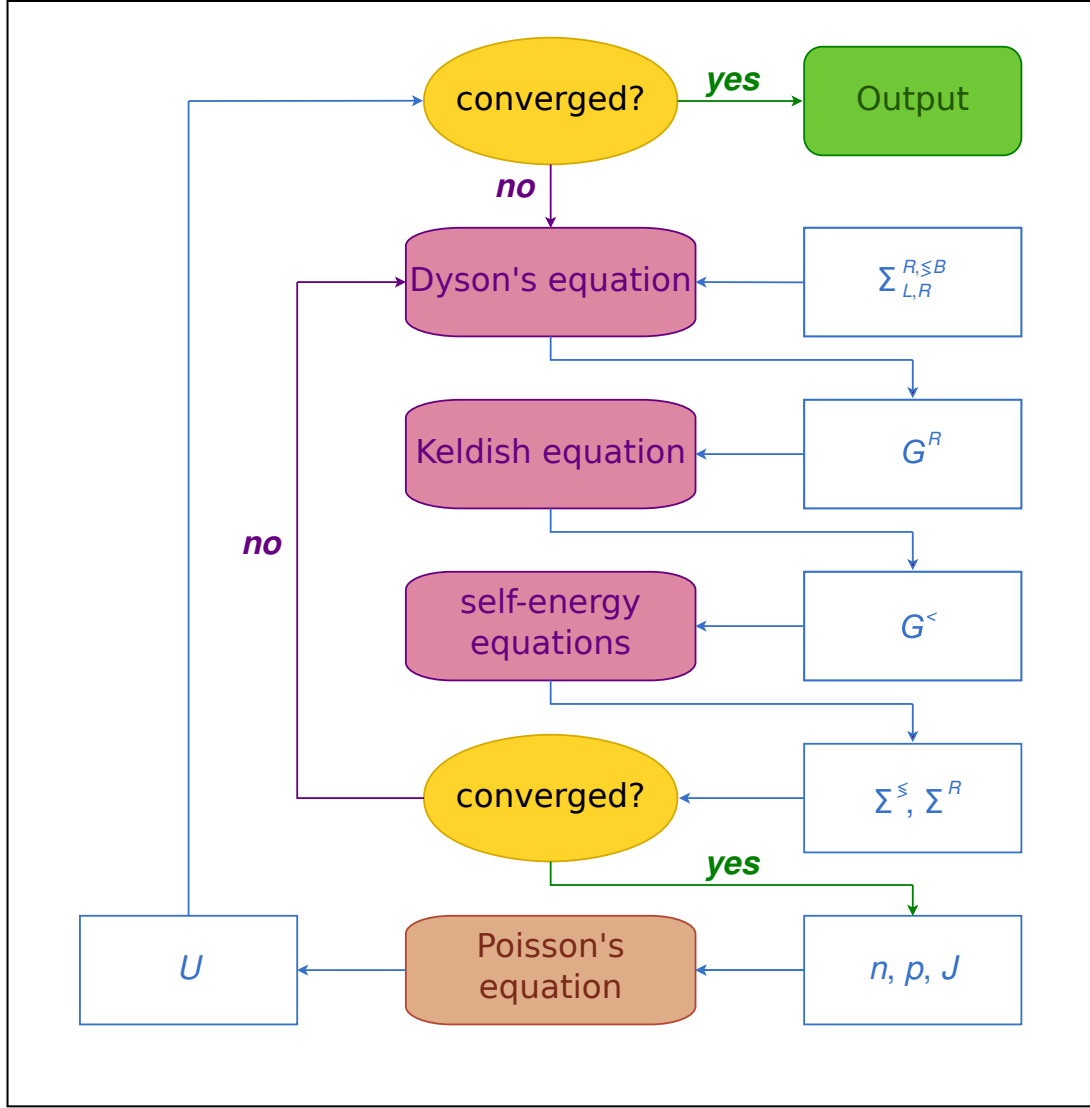 converged?
yes
Output
no
Dyson's equation
Σ R,≶B L,R
Keldish equation
G R
no
self-energy
equations
G <
converged?
Σ≶, Σ R
yes
U
Poisson's
equation
n, p, J